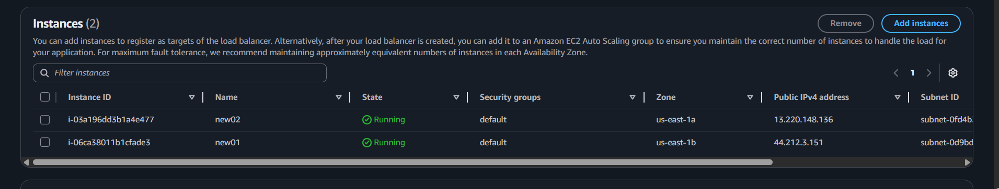 Instances (2)
Remove
Add instances
You can add instances to register as targets of the load balancer. Alternatively, after your load balancer is created, you can add it to an Amazon EC2 Auto Scaling group to ensure you maintain the correct number of instances to handle the load for
your application. For maximum fault tolerance, we recommend maintaining approximately equivalent numbers of instances in each Availability Zone.
Filter instances
1
Instance ID Name State Security groups Zone Public IPv4 address Subnet ID
i-03a196dd3b1a4e477 new02 Running default us-east-1a 13.220.148.136 subnet-0fd4b
i-06ca38011b1cfade3 new01 Running default us-east-1b 44.212.3.151 subnet-0d9bd